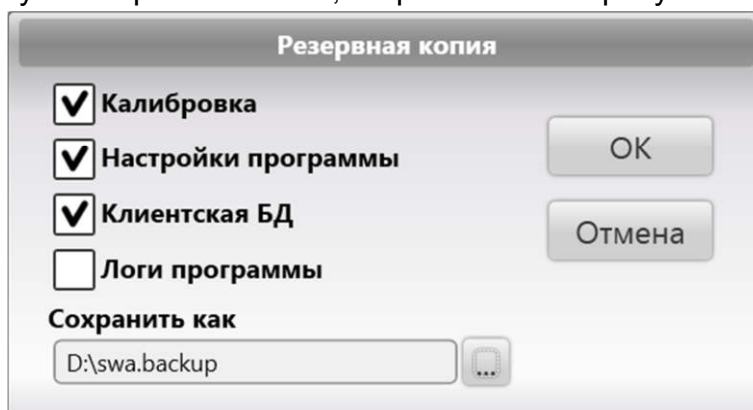 Резервная копия
Калибровка
Настройки программы
OK
Клиентская БД
Отмена
Логи программы
Сохранить как
D:\swa.backup
...